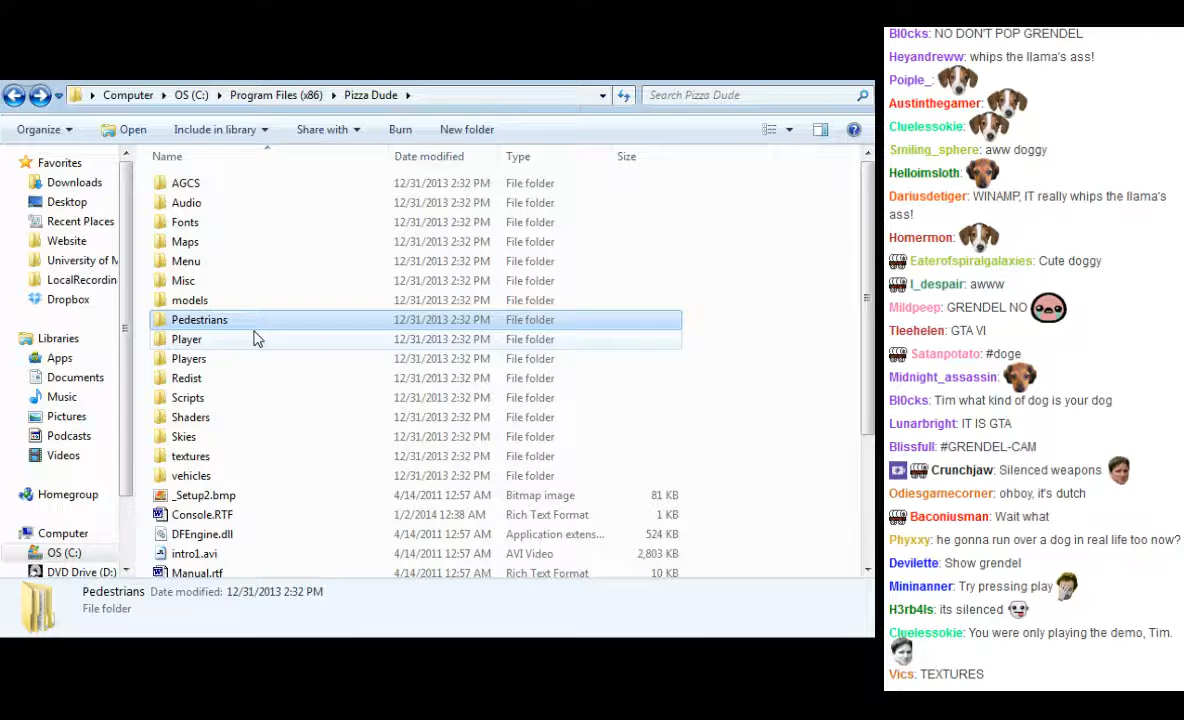 Computer OS (C:) Program Files (x86) Pizza Dude
Search Pizza Dude
Organize Open Include in library Share with Burn New folder
Favorites
Downloads
Desktop
Recent Places
Website
University of M
LocalRecordin
Dropbox
Libraries
Apps
Documents
Music
Pictures
Podcasts
Videos
Homegroup
Computer
OS (C:)
DVD Drive (D:)
Name Date modified Type Size
AGCS 12/31/2013 2:32 PM File folder
Audio 12/31/2013 2:32 PM File folder
Fonts 12/31/2013 2:32 PM File folder
Maps 12/31/2013 2:32 PM File folder
Menu 12/31/2013 2:32 PM File folder
Misc 12/31/2013 2:32 PM File folder
models 12/31/2013 2:32 PM File folder
Pedestrians 12/31/2013 2:32 PM File folder
Player 12/31/2013 2:32 PM File folder
Players 12/31/2013 2:32 PM File folder
Redist 12/31/2013 2:32 PM File folder
Scripts 12/31/2013 2:32 PM File folder
Shaders 12/31/2013 2:32 PM File folder
Skies 12/31/2013 2:32 PM File folder
textures 12/31/2013 2:32 PM File folder
vehicles 12/31/2013 2:32 PM File folder
_Setup2.bmp 4/14/2011 12:57 AM Bitmap image 81 KB
Console.RTF 1/2/2014 12:38 AM Rich Text Format 1 KB
DFEngine.dll 4/14/2011 12:57 AM Application extens... 524 KB
intro1.avi 4/14/2011 12:57 AM AVI Video 2,803 KB
Manual.rtf 4/14/2011 12:57 AM Rich Text Format 10 KB
Pedestrians Date modified: 12/31/2013 2:32 PM
File folder
Bl0cks: NO DON'T POP GRENDEL
Heyandreww: whips the llama's ass!
Poiple_:
Austinthegamer:
Cluelessokie:
Smiling_sphere: aww doggy
Helloimsloth:
Dariusdetiger: WINAMP, IT really whips the llama's
ass!
Homermon:
Eaterofspiralgalaxies: Cute doggy
I_despair: awww
Mildpeep: GRENDEL NO
Tleehelen: GTA VI
Satanpotato: #doge
Midnight_assassin:
Bl0cks: Tim what kind of dog is your dog
Lunarbright: IT IS GTA
Blissfull: #GRENDEL-CAM
Crunchjaw: Silenced weapons
Odiesgamecorner: ohboy, it's dutch
Baconiusman: Wait what
Phyxxy: he gonna run over a dog in real life too now?
Devilette: Show grendel
Mininanner: Try pressing play
H3rb4ls: its silenced
Cluelessokie: You were only playing the demo, Tim.
Vics: TEXTURES